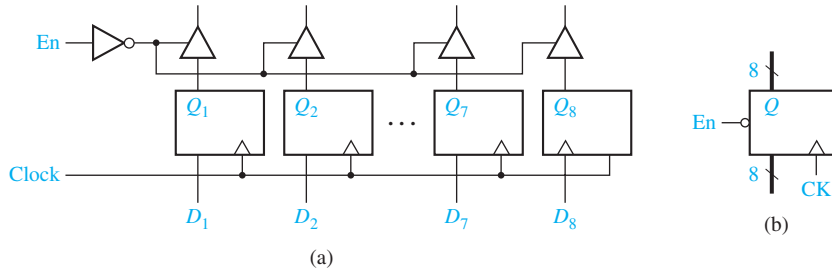 En
Q1 Q2 Q7 Q8
...
Clock
D1 D2 D7 D8
(a)
8
Q
En
8
CK
(b)